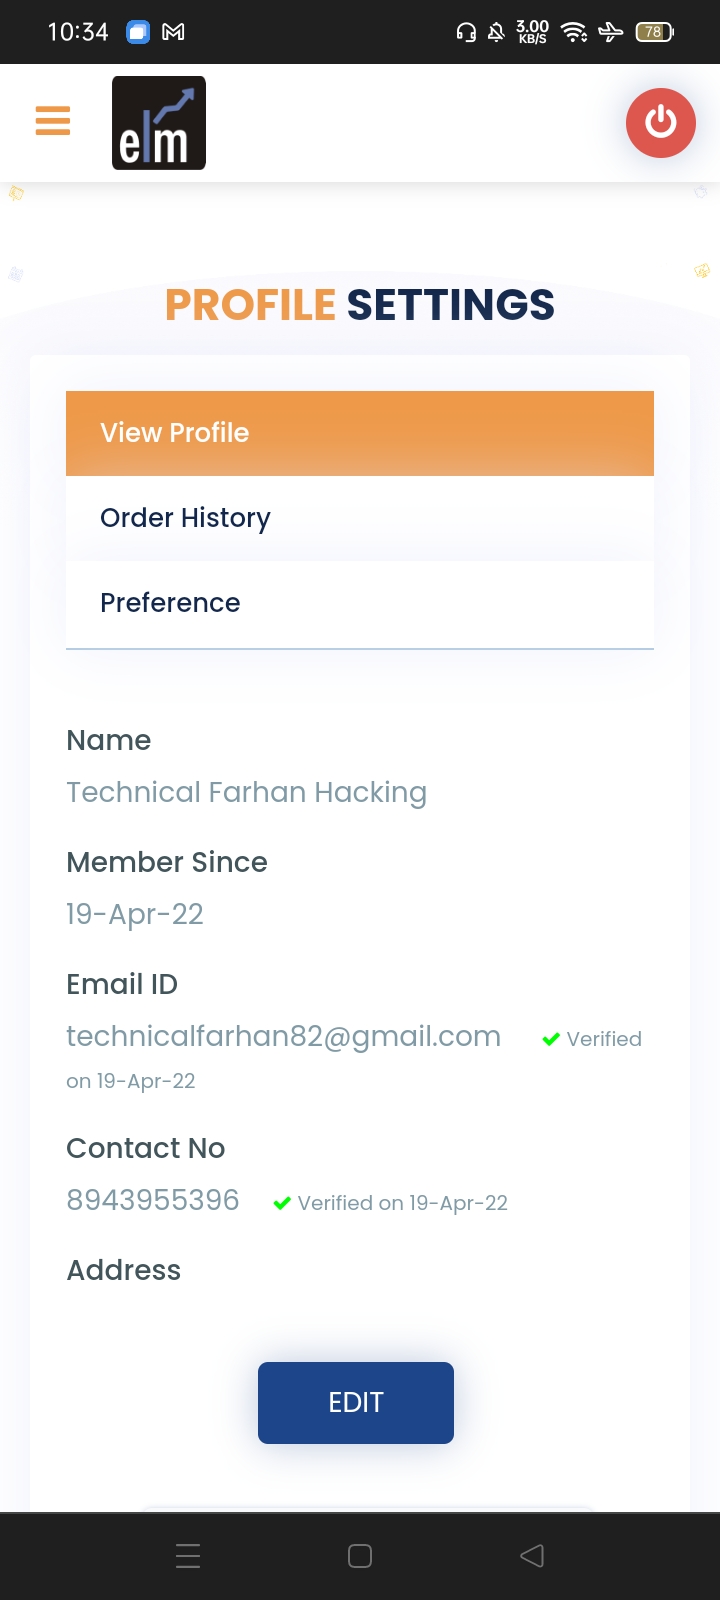 10:34
3.00
KB/S
78
elm
PROFILE SETTINGS
View Profile
Order History
Preference
Name
Technical Farhan Hacking
Member Since
19-Apr-22
Email ID
technicalfarhan82@gmail.com Verified
on 19-Apr-22
Contact No
8943955396 Verified on 19-Apr-22
Address
EDIT